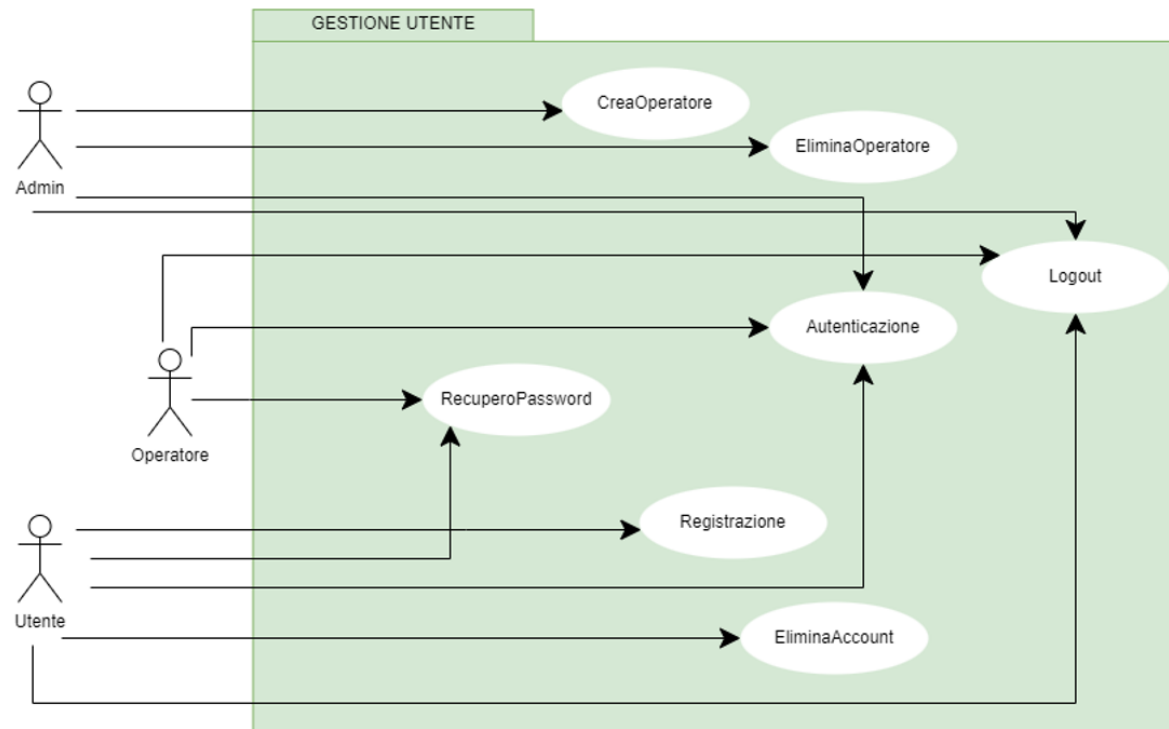 GESTIONE UTENTE
CreaOperatore
EliminaOperatore
Admin
Logout
Autenticazione
RecuperoPassword
Operatore
Registrazione
Utente
EliminaAccount